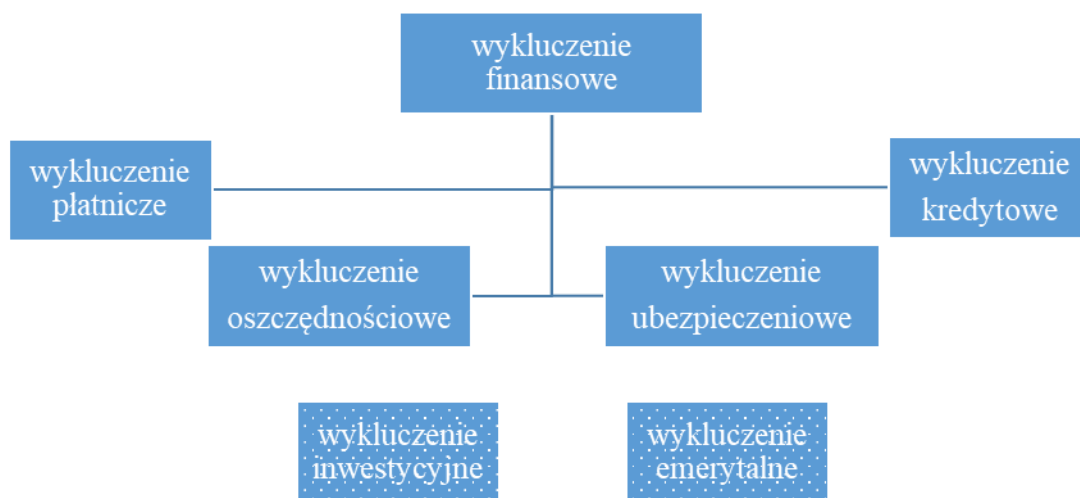 wykluczenie
finansowe
wykluczenie
płatnicze
wykluczenie
kredytowe
wykluczenie
oszczędnościowe
wykluczenie
ubezpieczeniowe
wykluczenie
inwestycyjne
wykluczenie
emerytalne